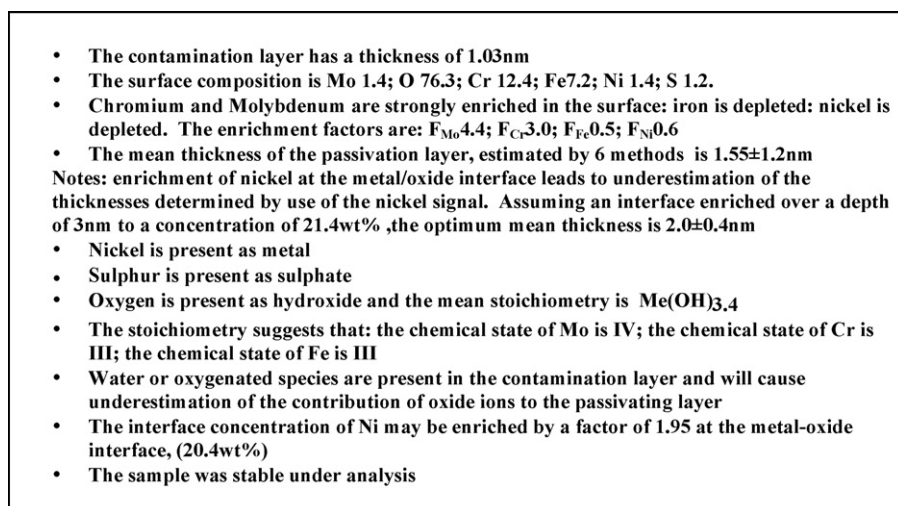 • The contamination layer has a thickness of 1.03nm
• The surface composition is Mo 1.4; O 76.3; Cr 12.4; Fe7.2; Ni 1.4; S 1.2.
• Chromium and Molybdenum are strongly enriched in the surface: iron is depleted: nickel is
depleted. The enrichment factors are: FMo4.4; FCr3.0; FFe0.5; FNi0.6
• The mean thickness of the passivation layer, estimated by 6 methods is 1.55±1.2nm
Notes: enrichment of nickel at the metal/oxide interface leads to underestimation of the
thicknesses determined by use of the nickel signal. Assuming an interface enriched over a depth
of 3nm to a concentration of 21.4wt% ,the optimum mean thickness is 2.0±0.4nm
• Nickel is present as metal
• Sulphur is present as sulphate
• Oxygen is present as hydroxide and the mean stoichiometry is Me(OH)3.4
• The stoichiometry suggests that: the chemical state of Mo is IV; the chemical state of Cr is
III; the chemical state of Fe is III
• Water or oxygenated species are present in the contamination layer and will cause
underestimation of the contribution of oxide ions to the passivating layer
• The interface concentration of Ni may be enriched by a factor of 1.95 at the metal-oxide
interface, (20.4wt%)
• The sample was stable under analysis